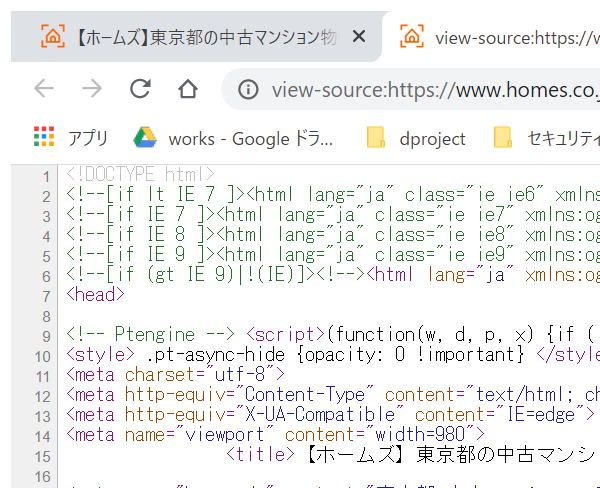 【ホームズ】東京都の中古マンション物
view-source:https://w
view-source:https://www.homes.co.j
アプリ works - Google ドラ... dproject セキュリティ
1 <!DOCTYPE html>
2 <!--[if lt IE 7 ]><html lang="ja" class="ie ie6" xmlns
3 <!--[if IE 7 ]><html lang="ja" class="ie ie7" xmlns:og
4 <!--[if IE 8 ]><html lang="ja" class="ie ie8" xmlns:og
5 <!--[if IE 9 ]><html lang="ja" class="ie ie9" xmlns:og
6 <!--[if (gt IE 9)|!(IE)]><!--><html lang="ja" xmlns:og
7 <head>
8
9 <!-- Ptengine --> <script>(function(w, d, p, x) {if (
10 <style> .pt-async-hide {opacity: 0 !important} </style
11 <meta charset="utf-8">
12 <meta http-equiv="Content-Type" content="text/html; ch
13 <meta http-equiv="X-UA-Compatible" content="IE=edge">
14 <meta name="viewport" content="width=980">
15 <title>【ホームズ】東京都の中古マンシ
16